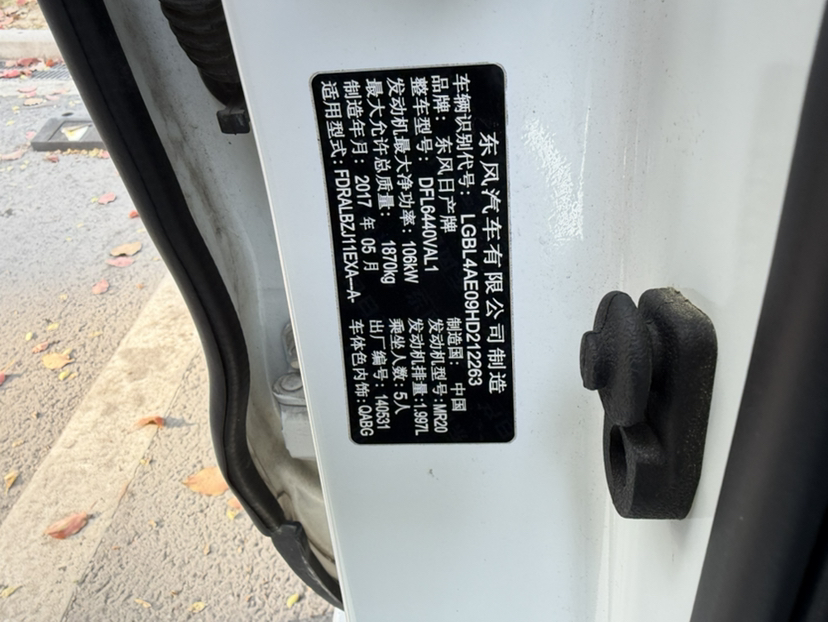 东风汽车有限公司制造
车辆识别代号: LGBL4AE09HD212263
品牌: 东风日产牌 制造国: 中国
整车型号: DFL6440VAL1 发动机型号:MR20
发动机最大净功率: 106kW 发动机排量:1.997L
最大允许总质量: 1870kg 乘坐人数:5人
制造年月: 2017 年 05 月 出厂编号: 140531
适用型式: FDRALBZJ11EXA—A- 车体色内饰:QABG